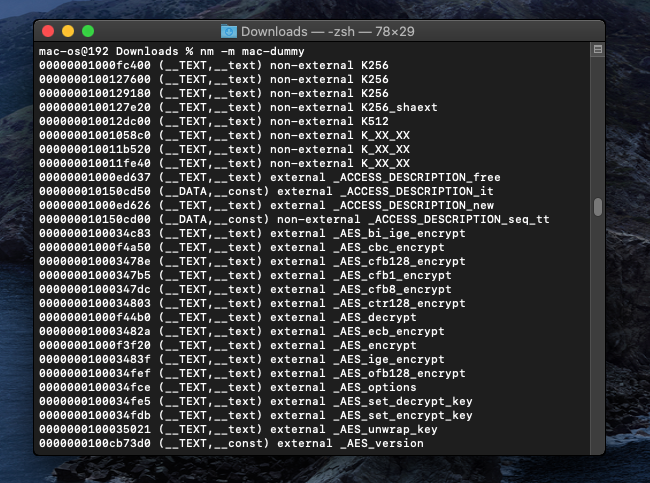 Downloads — -zsh — 78×29
mac-os@192 Downloads % nm -m mac-dummy
00000001000fc400 (__TEXT,__text) non-external K256
0000000100127600 (__TEXT,__text) non-external K256
0000000100129180 (__TEXT,__text) non-external K256
0000000100127e20 (__TEXT,__text) non-external K256_shaext
000000010012dc00 (__TEXT,__text) non-external K512
00000001001058c0 (__TEXT,__text) non-external K_XX_XX
000000010011b520 (__TEXT,__text) non-external K_XX_XX
000000010011fe40 (__TEXT,__text) non-external K_XX_XX
00000001000ed637 (__TEXT,__text) external _ACCESS_DESCRIPTION_free
000000010150cd50 (__DATA,__const) external _ACCESS_DESCRIPTION_it
00000001000ed626 (__TEXT,__text) external _ACCESS_DESCRIPTION_new
000000010150cd00 (__DATA,__const) non-external _ACCESS_DESCRIPTION_seq_tt
0000000100034c83 (__TEXT,__text) external _AES_bi_ige_encrypt
00000001000f4a50 (__TEXT,__text) external _AES_cbc_encrypt
000000010003478e (__TEXT,__text) external _AES_cfb128_encrypt
00000001000347b5 (__TEXT,__text) external _AES_cfb1_encrypt
00000001000347dc (__TEXT,__text) external _AES_cfb8_encrypt
0000000100034803 (__TEXT,__text) external _AES_ctr128_encrypt
00000001000f44b0 (__TEXT,__text) external _AES_decrypt
000000010003482a (__TEXT,__text) external _AES_ecb_encrypt
00000001000f3f20 (__TEXT,__text) external _AES_encrypt
000000010003483f (__TEXT,__text) external _AES_ige_encrypt
0000000100034fef (__TEXT,__text) external _AES_ofb128_encrypt
0000000100034fce (__TEXT,__text) external _AES_options
0000000100034fe5 (__TEXT,__text) external _AES_set_decrypt_key
0000000100034fdb (__TEXT,__text) external _AES_set_encrypt_key
0000000100035021 (__TEXT,__text) external _AES_unwrap_key
0000000100cb73d0 (__TEXT,__const) external _AES_version